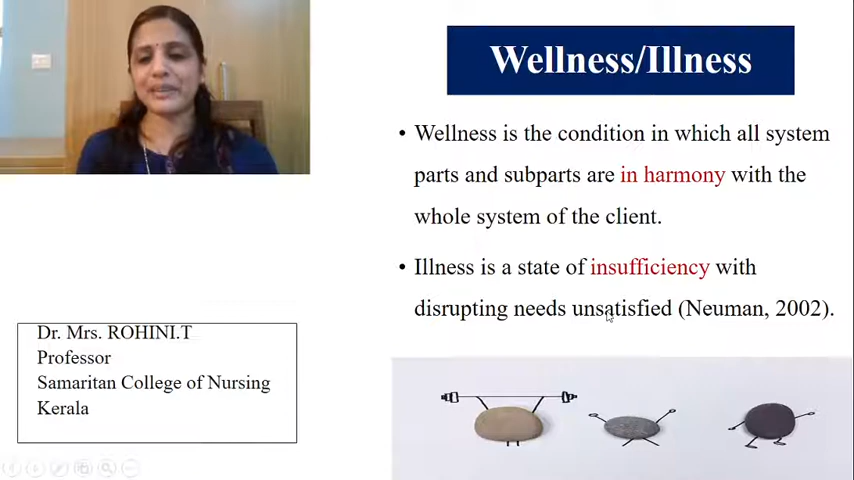 Wellness/Illness
• Wellness is the condition in which all system
parts and subparts are in harmony with the
whole system of the client.
• Illness is a state of insufficiency with
disrupting needs unsatisfied (Neuman, 2002).
Dr. Mrs. ROHINI.T
Professor
Samaritan College of Nursing
Kerala